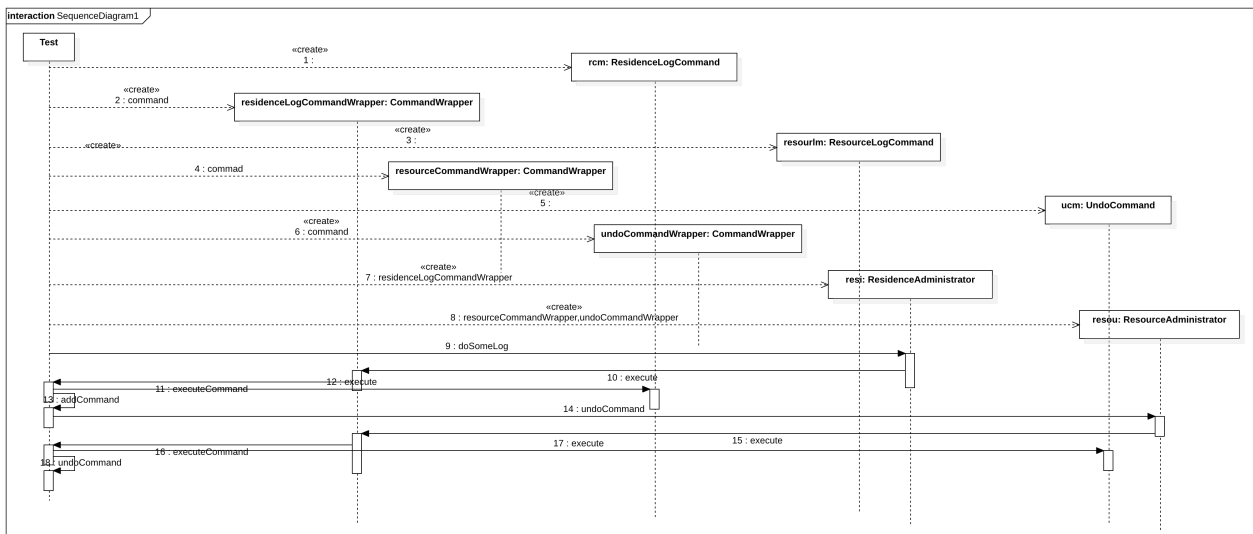 interaction SequenceDiagram1
Test
«create»
1 :
rcm: ResidenceLogCommand
«create»
2 : command
residenceLogCommandWrapper: CommandWrapper
«create»
3 :
resourlm: ResourceLogCommand
«create»
4 : commad
resourceCommandWrapper: CommandWrapper
«create»
5 :
ucm: UndoCommand
«create»
6 : command
undoCommandWrapper: CommandWrapper
«create»
7 : residenceLogCommandWrapper
resi: ResidenceAdministrator
«create»
8 : resourceCommandWrapper,undoCommandWrapper
resou: ResourceAdministrator
9 : doSomeLog
10 : execute
11 : executeCommand
12 : execute
13 : addCommand
14 : undoCommand
15 : execute
16 : executeCommand
17 : execute
18 : undoCommand